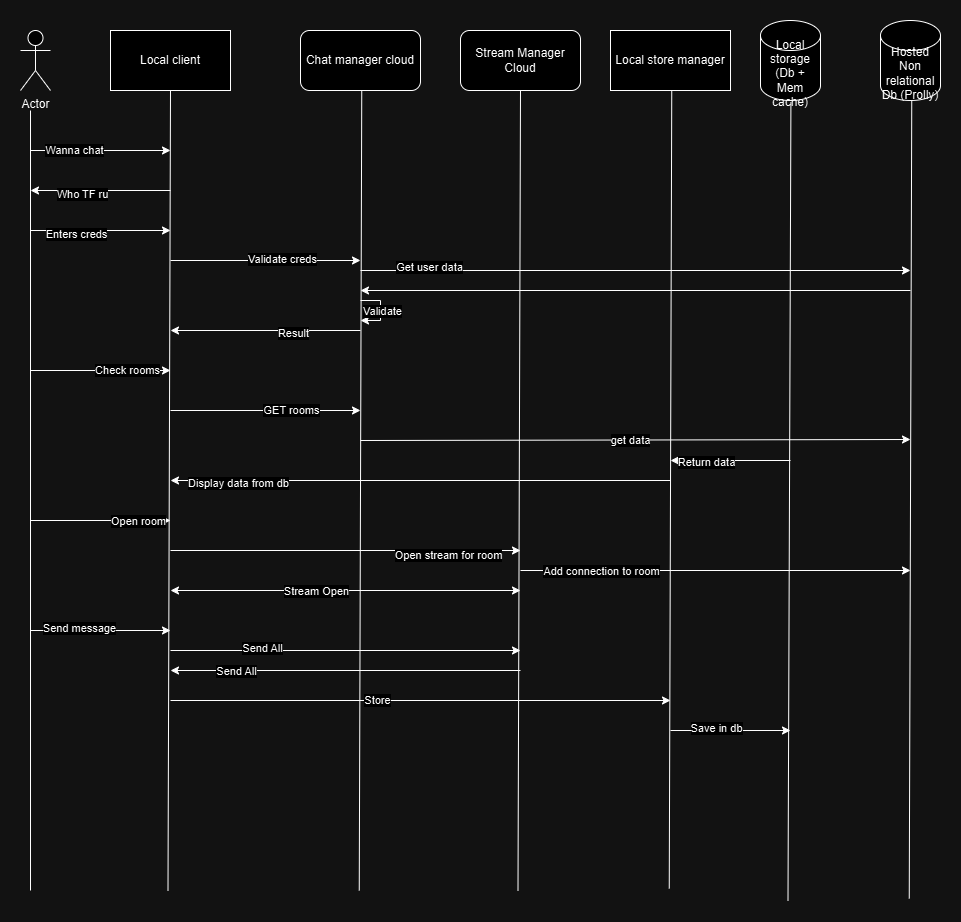 Actor
Local client
Chat manager cloud
Stream Manager
Cloud
Local store manager
Local
storage
(Db +
Mem
cache)
Hosted
Non
relational
Db (Prolly)
Wanna chat
Who TF ru
Enters creds
Validate creds
Get user data
Validate
Result
Check rooms
GET rooms
get data
Return data
Display data from db
Open room
Open stream for room
Add connection to room
Stream Open
Send message
Send All
Send All
Store
Save in db